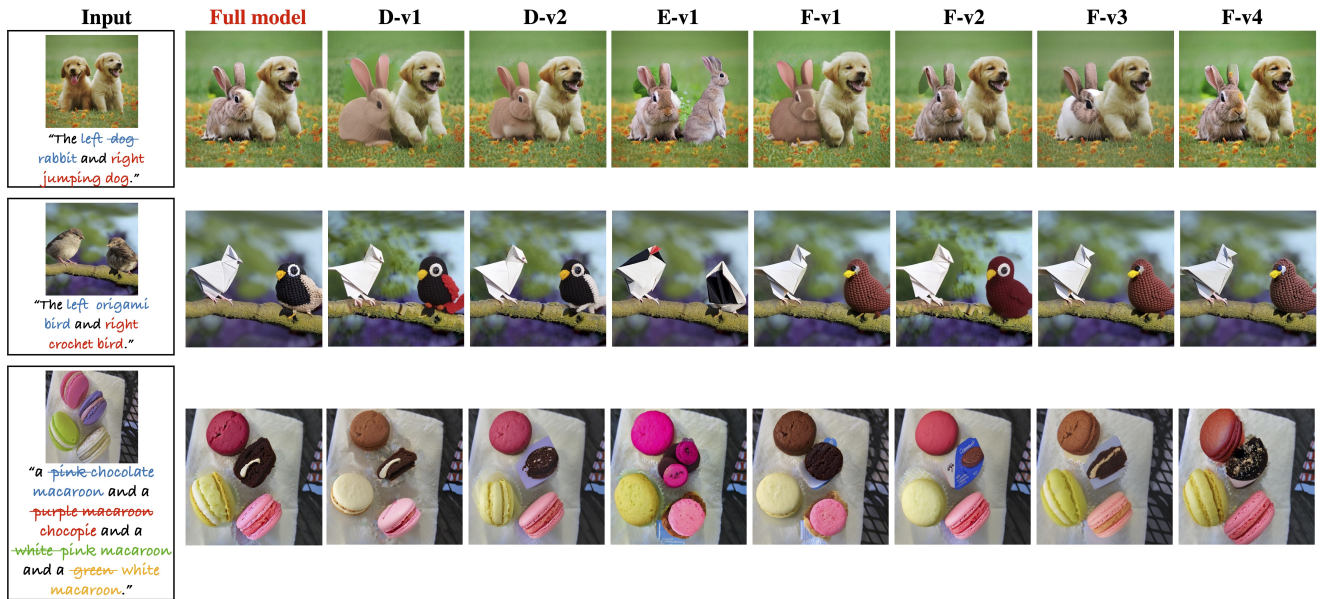 Input Full model D-v1 D-v2 E-v1 F-v1 F-v2 F-v3 F-v4
“The left dog
rabbit and right
jumping dog.”
“The left origami
bird and right
crochet bird.”
“a pink chocolate
macaroon and a
purple macaroon
chocopie and a
white pink macaroon
and a green white
macaroon.”